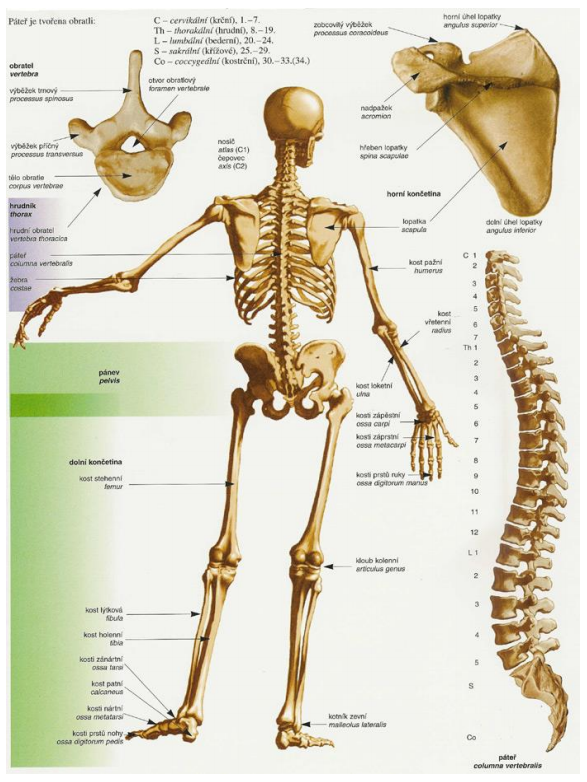 Páteř je tvořena obratli:
C – cervikální (krční), 1.–7.
Th – thorakální (hrudní), 8.–19.
L – lumbální (bederní), 20.–24.
S – sakrální (křížové), 25.–29.
Co – coccygeální (kostrční), 30.–33.(34.)
obratel
vertebra
výběžek trnový
processus spinosus
otvor obratlový
foramen vertebrale
výběžek příčný
processus transversus
tělo obratle
corpus vertebrae
hrudník
thorax
hrudní obratel
vertebra thoracica
páteř
columna vertebralis
žebra
costae
nosič
atlas (C1)
čepovec
axis (C2)
zobcovitý výběžek
processus coracoideus
horní úhel lopatky
angulus superior
nadpažek
acromion
hřeben lopatky
spina scapulae
horní končetina
lopatka
acapula
dolní úhel lopatky
angulus inferior
kost pažní
humerus
kost
vřetenní
radius
kost loketní
ulna
kosti zápěstní
ossa carpi
kosti záprstní
ossa metacarpi
kosti prstů ruky
ossa digitorum manus
pánev
pelvis
dolní končetina
kost stehenní
femur
kloub kolenní
articulus genus
kost lýtková
fibula
kost holenní
tibia
kosti zánártní
ossa tarsi
kost patní
calcaneus
kosti nártní
ossa metatarsi
kosti prstů nohy
ossa digitorum pedis
kotník zevní
malleolus lateralis
C 1
2
3
4
5
6
7
Th 1
2
3
4
5
6
7
8
9
10
11
12
L 1
2
3
4
5
S
Co
páteř
columna vertebralis